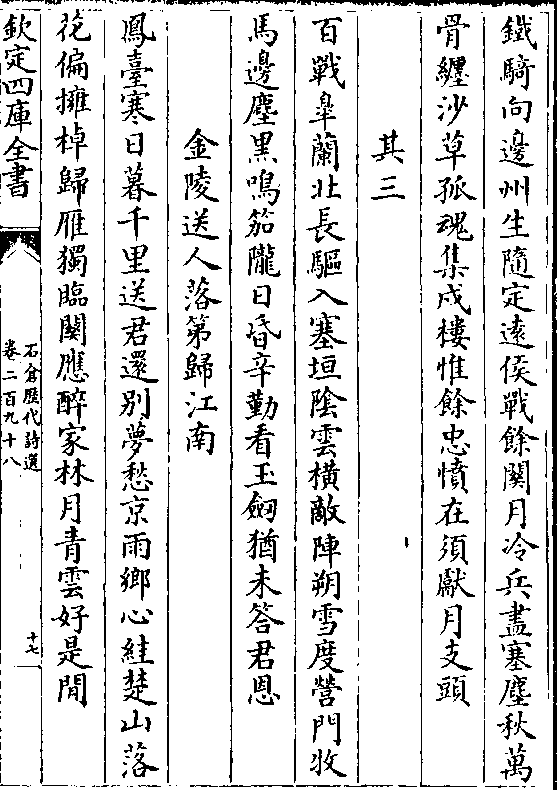 鐵騎向邊州生隨定遠侯戰餘關月冷兵盡塞塵秋萬
骨纒沙草孤魂集戍樓惟餘忠憤在須獻月支頭
其三
百戰臯蘭北長驅入塞垣陰雲橫敵陣朔雪度營門牧
馬邊塵黑鳴笳隴日昏辛勤看玉劒猶未答君恩
金陵送人落第歸江南
鳳臺寒日暮千里送君還別夢愁京雨鄉心絓楚山落
花偏擁棹歸雁獨臨關應醉家林月青雲好是閒
欽定四庫全書
石倉歴代詩選
卷二百九十八
十七